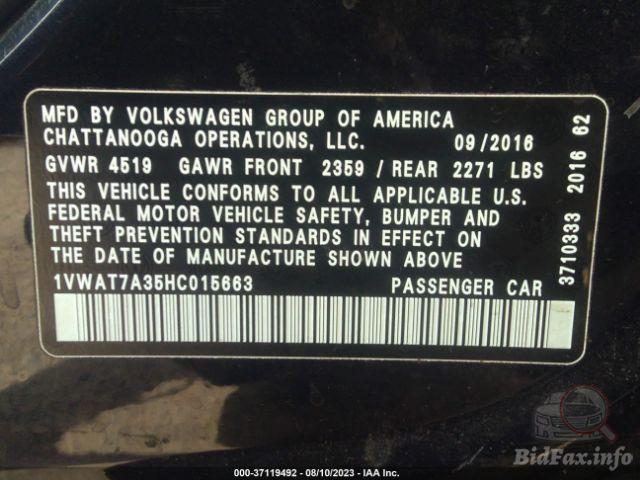 MFD BY VOLKSWAGEN GROUP OF AMERICA
CHATTANOOGA OPERATIONS, LLC. 09/2016
GVWR 4519 GAWR FRONT 2359 / REAR 2271 LBS
THIS VEHICLE CONFORMS TO ALL APPLICABLE U.S.
FEDERAL MOTOR VEHICLE SAFETY, BUMPER AND
THEFT PREVENTION STANDARDS IN EFFECT ON
THE DATE OF MANUFACTURE SHOWN ABOVE
1VWAT7A35HC015663 PASSENGER CAR
3710333 2016 62
BidFax.info
000-37119492 - 08/10/2023 - IAA Inc.